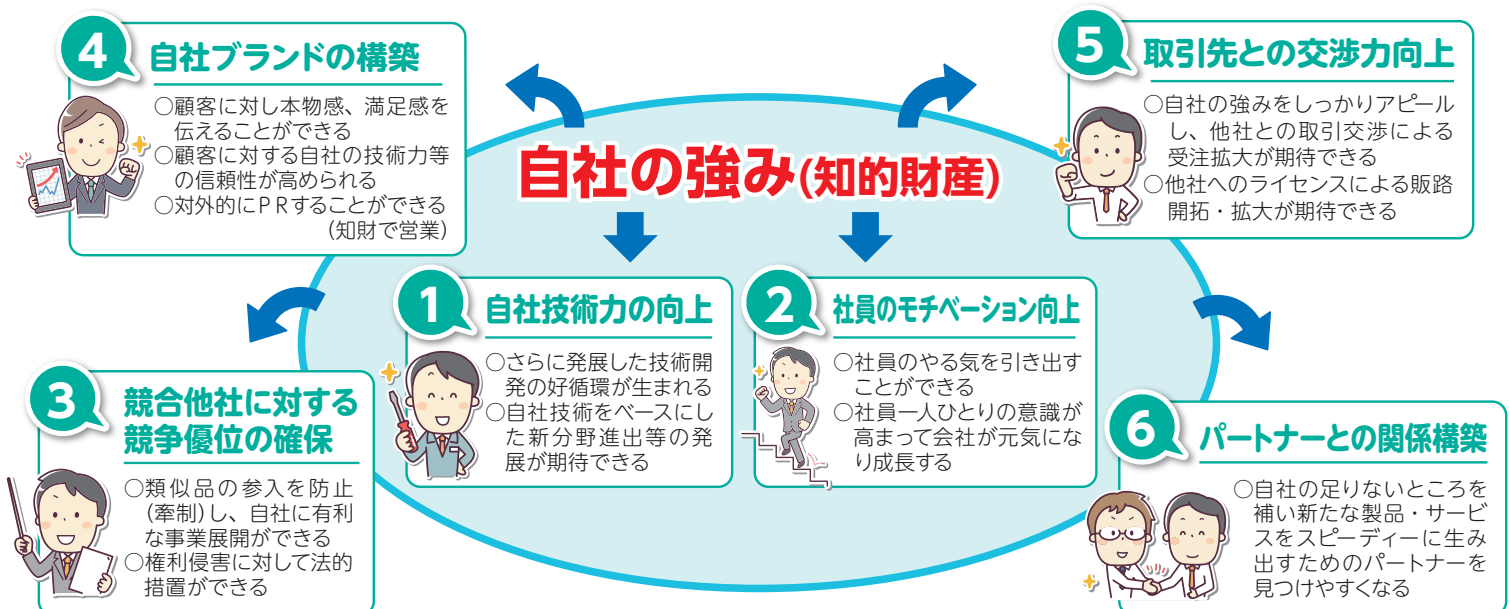 自社の強み(知的財産)
1
自社技術力の向上
○さらに発展した技術開
発の好循環が生まれる
○自社技術をベースにし
た新分野進出等の発
展が期待できる
2
社員のモチベーション向上
○社員のやる気を引き出す
ことができる
○社員一人ひとりの意識が
高まって会社が元気にな
り成長する
3
競合他社に対する
競争優位の確保
○類似品の参入を防止
(牽制)し、自社に有利
な事業展開ができる
○権利侵害に対して法的
措置ができる
4
自社ブランドの構築
○顧客に対し本物感、満足感を
伝えることができる
○顧客に対する自社の技術力等
の信頼性が高められる
○対外的にPRすることができる
(知財で営業)
5
取引先との交渉力向上
○自社の強みをしっかりアピール
し、他社との取引交渉による
受注拡大が期待できる
○他社へのライセンスによる販路
開拓・拡大が期待できる
6
パートナーとの関係構築
○自社の足りないところを
補い新たな製品・サービ
スをスピーディーに生み
出すためのパートナーを
見つけやすくなる